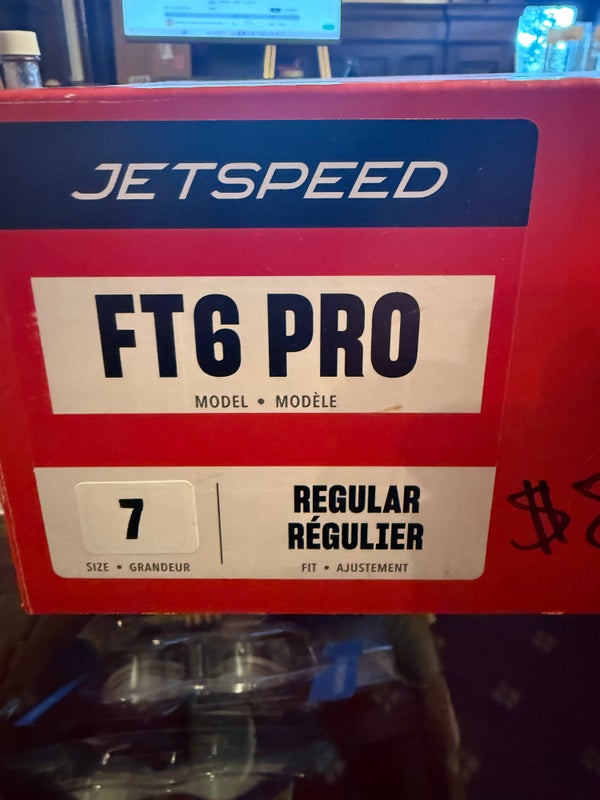 JETSPEED
FT6 PRO
MODEL • MODÈLE
7
SIZE • GRANDEUR
REGULAR
RÉGULIER
FIT • AJUSTEMENT
$